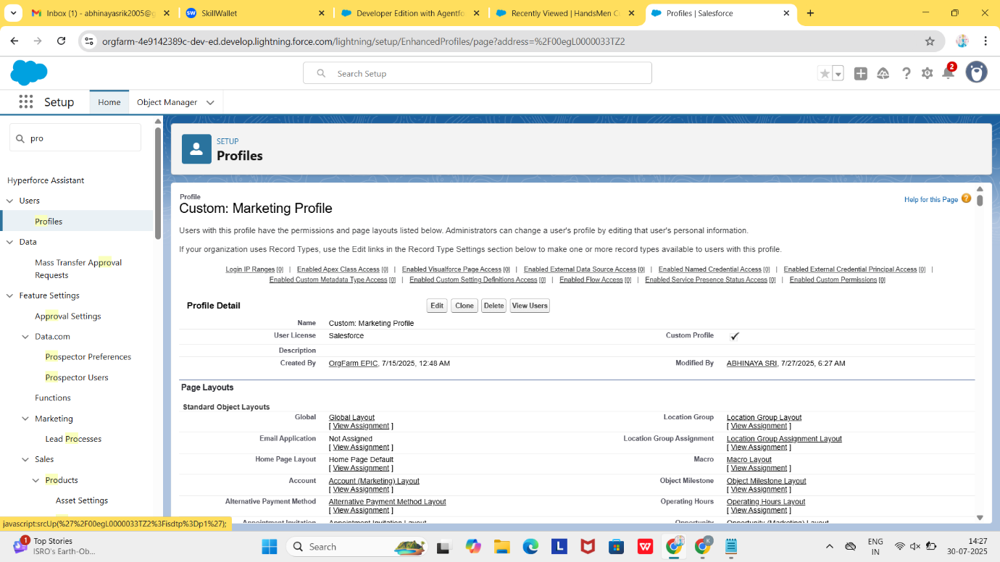 Inbox (1) - abhinayasrik2005@g
SkillWallet
Developer Edition with Agentfo
Recently Viewed | HandsMen Cu
Profiles | Salesforce
orgfarm-4e9142389c-dev-ed.develop.lightning.force.com/lightning/setup/EnhancedProfiles/page?address=%2F00egL0000033TZ2
Search Setup
2
Setup
Home
Object Manager
pro
Hyperforce Assistant
Users
Profiles
Data
Mass Transfer Approval
Requests
Feature Settings
Approval Settings
Data.com
Prospector Preferences
Prospector Users
Functions
Marketing
Lead Processes
Sales
Products
Asset Settings
javascript:srcUp(%27%2F00egL0000033TZ2%3Fisdtp%3Dp1%27);
SETUP
Profiles
Profile
Custom: Marketing Profile
Help for this Page ?
Users with this profile have the permissions and page layouts listed below. Administrators can change a user's profile by editing that user's personal information.
If your organization uses Record Types, use the Edit links in the Record Type Settings section below to make one or more record types available to users with this profile.
Login IP Ranges [0] | Enabled Apex Class Access [0] | Enabled Visualforce Page Access [0] | Enabled External Data Source Access [0] | Enabled Named Credential Access [0] | Enabled External Credential Principal Access [0] |
Enabled Custom Metadata Type Access [0] | Enabled Custom Setting Definitions Access [0] | Enabled Flow Access [0] | Enabled Service Presence Status Access [0] | Enabled Custom Permissions [0]
Profile Detail
Edit Clone Delete View Users
Name Custom: Marketing Profile
User License Salesforce Custom Profile ✓
Description
Created By OrgFarm EPIC, 7/15/2025, 12:48 AM Modified By ABHINAYA SRI, 7/27/2025, 6:27 AM
Page Layouts
Standard Object Layouts
Global Global Layout Location Group Location Group Layout
[ View Assignment ] [ View Assignment ]
Email Application Not Assigned Location Group Assignment Location Group Assignment Layout
[ View Assignment ] [ View Assignment ]
Home Page Layout Home Page Default Macro Macro Layout
[ View Assignment ] [ View Assignment ]
Account Account (Marketing) Layout Object Milestone Object Milestone Layout
[ View Assignment ] [ View Assignment ]
Alternative Payment Method Alternative Payment Method Layout Operating Hours Operating Hours Layout
[ View Assignment ] [ View Assignment ]
Appointment Invitation Appointment Invitation Layout Opportunity Opportunity (Marketing) Layout
1
Top Stories
ISRO's Earth-Ob...
Search
ENG
IN
14:27
30-07-2025